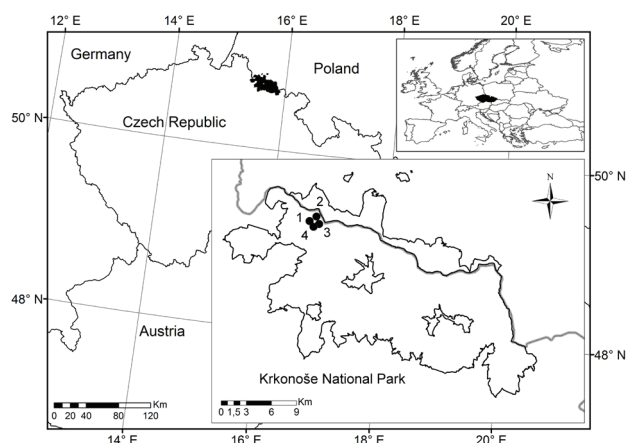 12° E 14° E 16° E 18° E 20° E
Germany
Poland
50° N
Czech Republic
50° N
N
2
1
3
4
48° N
Austria
48° N
Krkonoše National Park
Km
0 20 40 80 120
Km
0 1,5 3 6 9
14° E 16° E 18° E 20° E